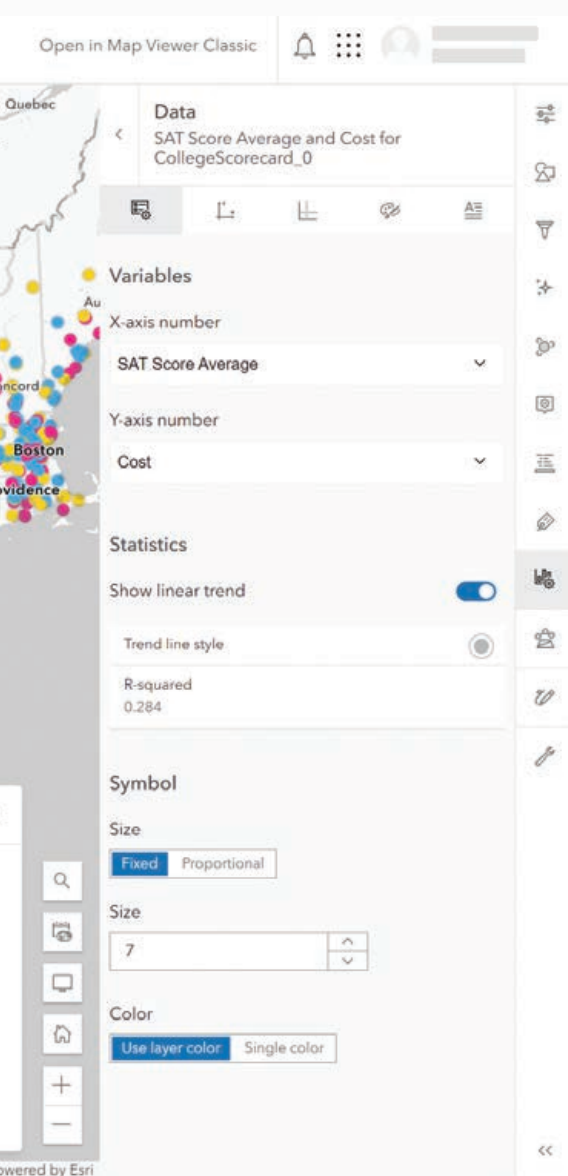 Open in Map Viewer Classic
Quebec
Data
SAT Score Average and Cost for
CollegeScorecard_0
Variables
Au
X-axis number
SAT Score Average
ncord
Y-axis number
Boston
Cost
ovidence
Statistics
Show linear trend
Trend line style
R-squared
0.284
Symbol
Size
Fixed
Proportional
Size
7
Color
Use layer color
Single color
owered by Esri